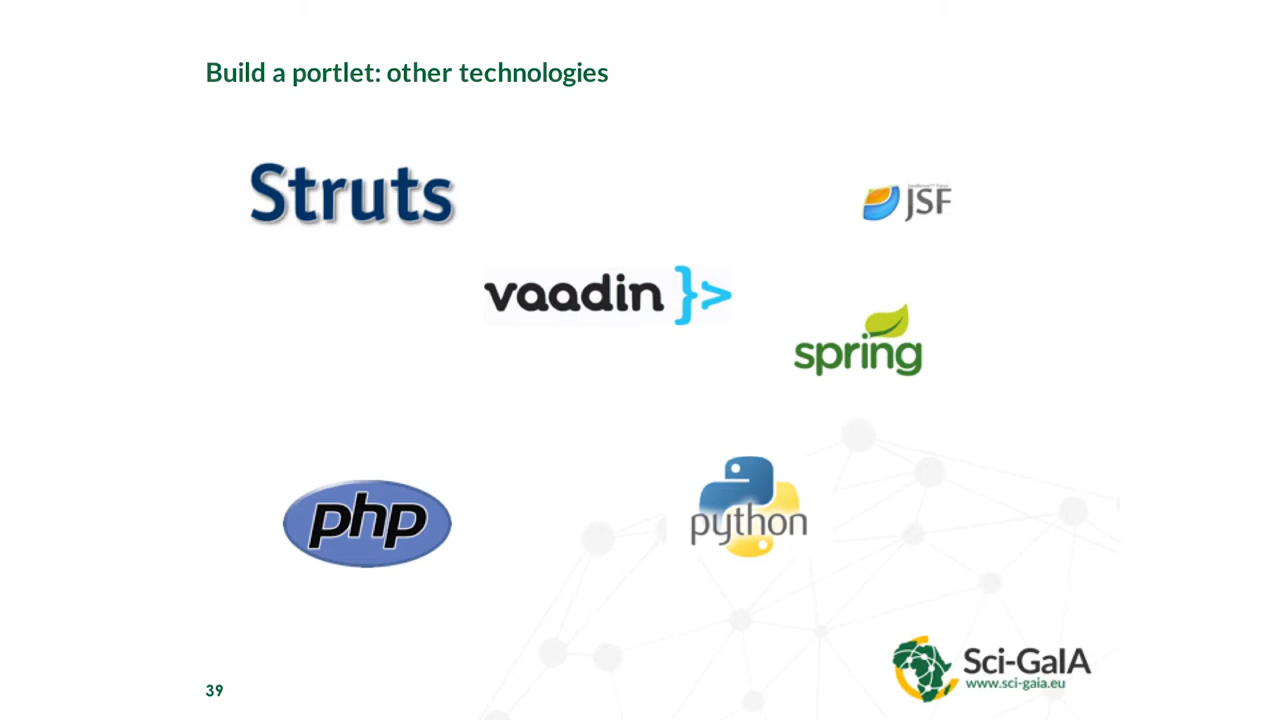 Build a portlet: other technologies
Struts
JSF
vaadin }>
spring
php
python
Sci-GaIA
www.sci-gaia.eu
39